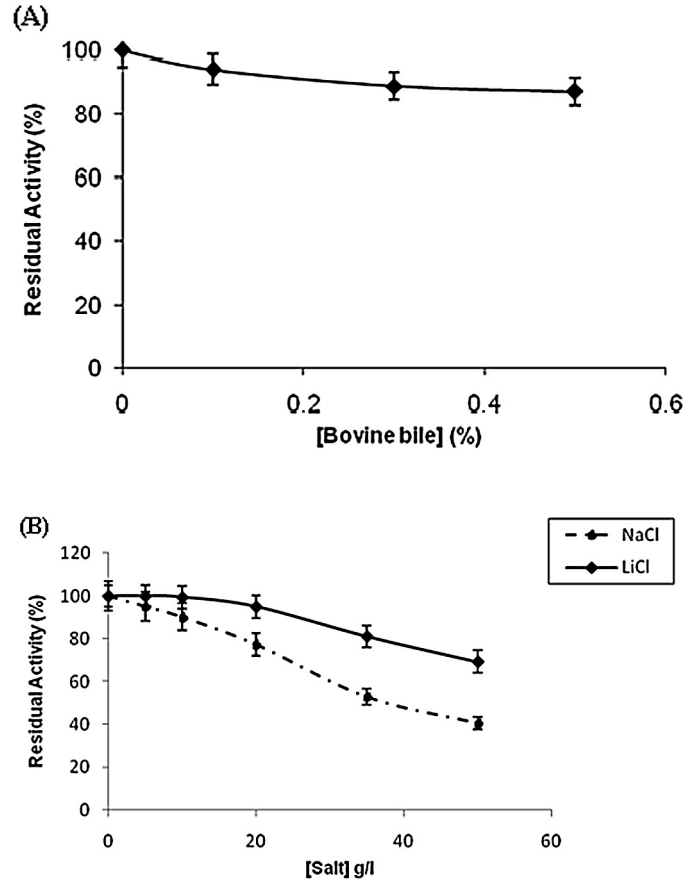 (A)
100
80
60
40
20
0
Residual Activity (%)
0 0.2 0.4 0.6
[Bovine bile] (%)
(B)
NaCl
LiCl
120
100
80
60
40
20
0
Residual Activity (%)
0 20 40 60
[Salt] g/l